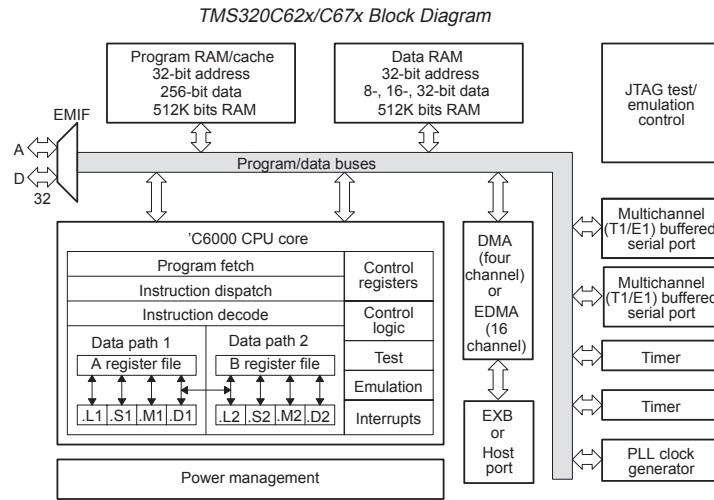 TMS320C62x/C67x Block Diagram
Program RAM/cache
32-bit address
256-bit data
512K bits RAM
Data RAM
32-bit address
8-, 16-, 32-bit data
512K bits RAM
JTAG test/
emulation
control
EMIF
A
D
32
Program/data buses
'C6000 CPU core
Program fetch
Instruction dispatch
Instruction decode
Control
registers
Control
logic
Test
Emulation
Interrupts
Data path 1
A register file
.L1 .S1 .M1 .D1
Data path 2
B register file
.L2 .S2 .M2 .D2
Power management
DMA
(four
channel)
or
EDMA
(16
channel)
EXB
or
Host
port
Multichannel
(T1/E1) buffered
serial port
Multichannel
(T1/E1) buffered
serial port
Timer
Timer
PLL clock
generator